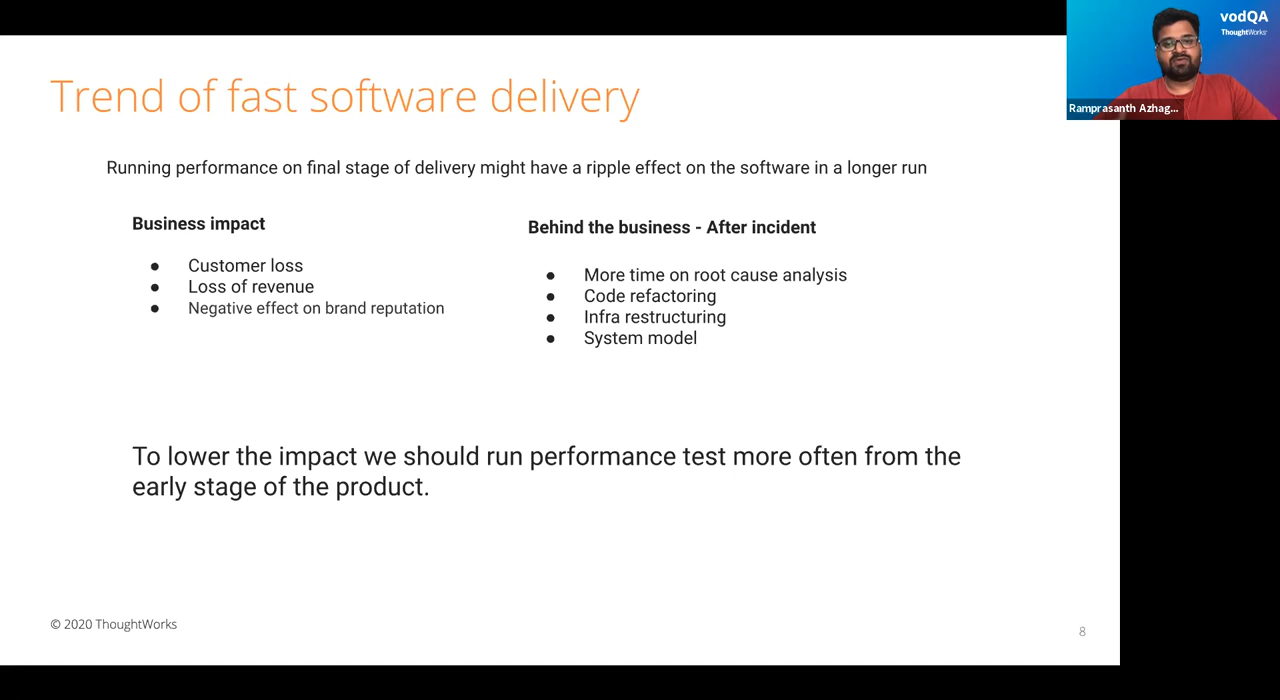 vodQA
ThoughtWorks
Ramprasanth Azhag...
Trend of fast software delivery
Running performance on final stage of delivery might have a ripple effect on the software in a longer run
Business impact
● Customer loss
● Loss of revenue
● Negative effect on brand reputation
Behind the business - After incident
● More time on root cause analysis
● Code refactoring
● Infra restructuring
● System model
To lower the impact we should run performance test more often from the
early stage of the product.
© 2020 ThoughtWorks
8